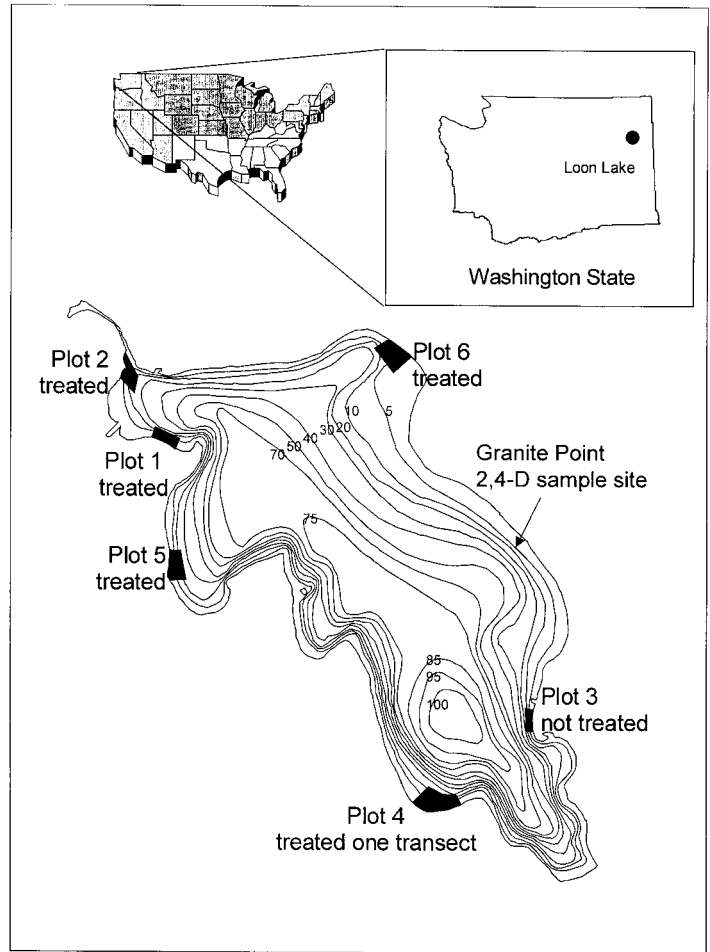 Loon Lake
Washington State
Plot 2
treated
Plot 6
treated
10
5
20
30
40
50
70
Plot 1
treated
Granite Point
2,4-D sample site
75
Plot 5
treated
85
95
100
Plot 3
not treated
Plot 4
treated one transect